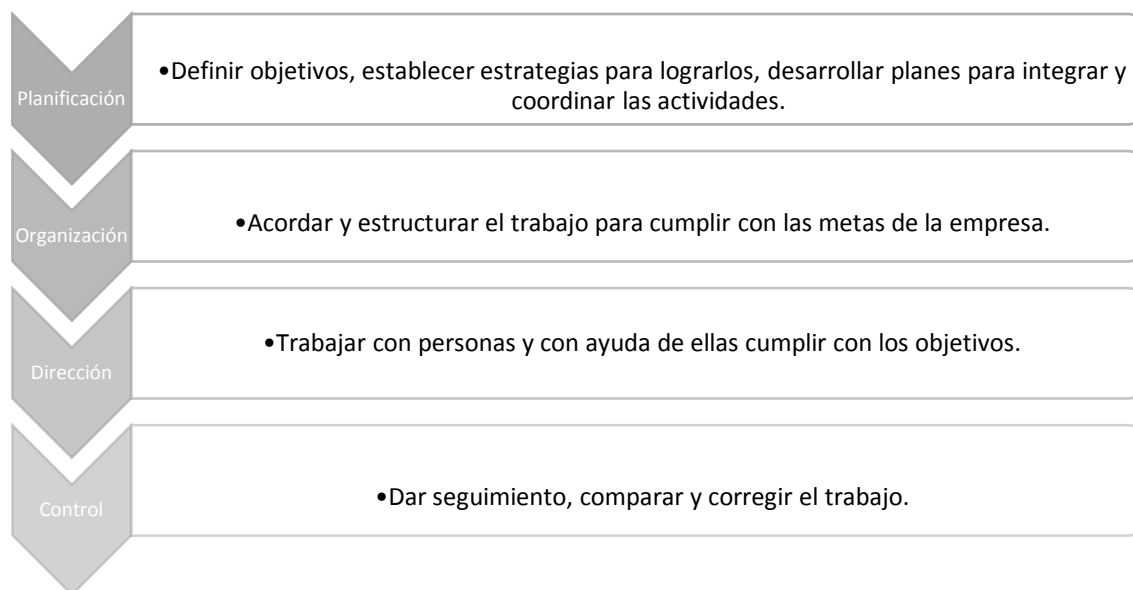 Planificación
•Definir objetivos, establecer estrategias para lograrlos, desarrollar planes para integrar y
coordinar las actividades.
Organización
•Acordar y estructurar el trabajo para cumplir con las metas de la empresa.
Dirección
•Trabajar con personas y con ayuda de ellas cumplir con los objetivos.
Control
•Dar seguimiento, comparar y corregir el trabajo.